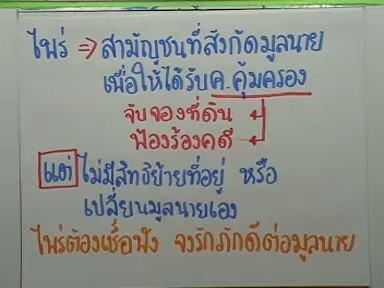 ไพร่ => สามัญชนที่สังกัดมูลนาย
เพื่อให้ได้รับค.คุ้มครอง
จับจองที่ดิน
ฟ้องร้องคดี
แต่ ไม่มีสิทธิย้ายที่อยู่ หรือ
เปลี่ยนมูลนายเอง
ไพร่ต้องเชื่อฟัง จงรักภักดีต่อมูลนาย